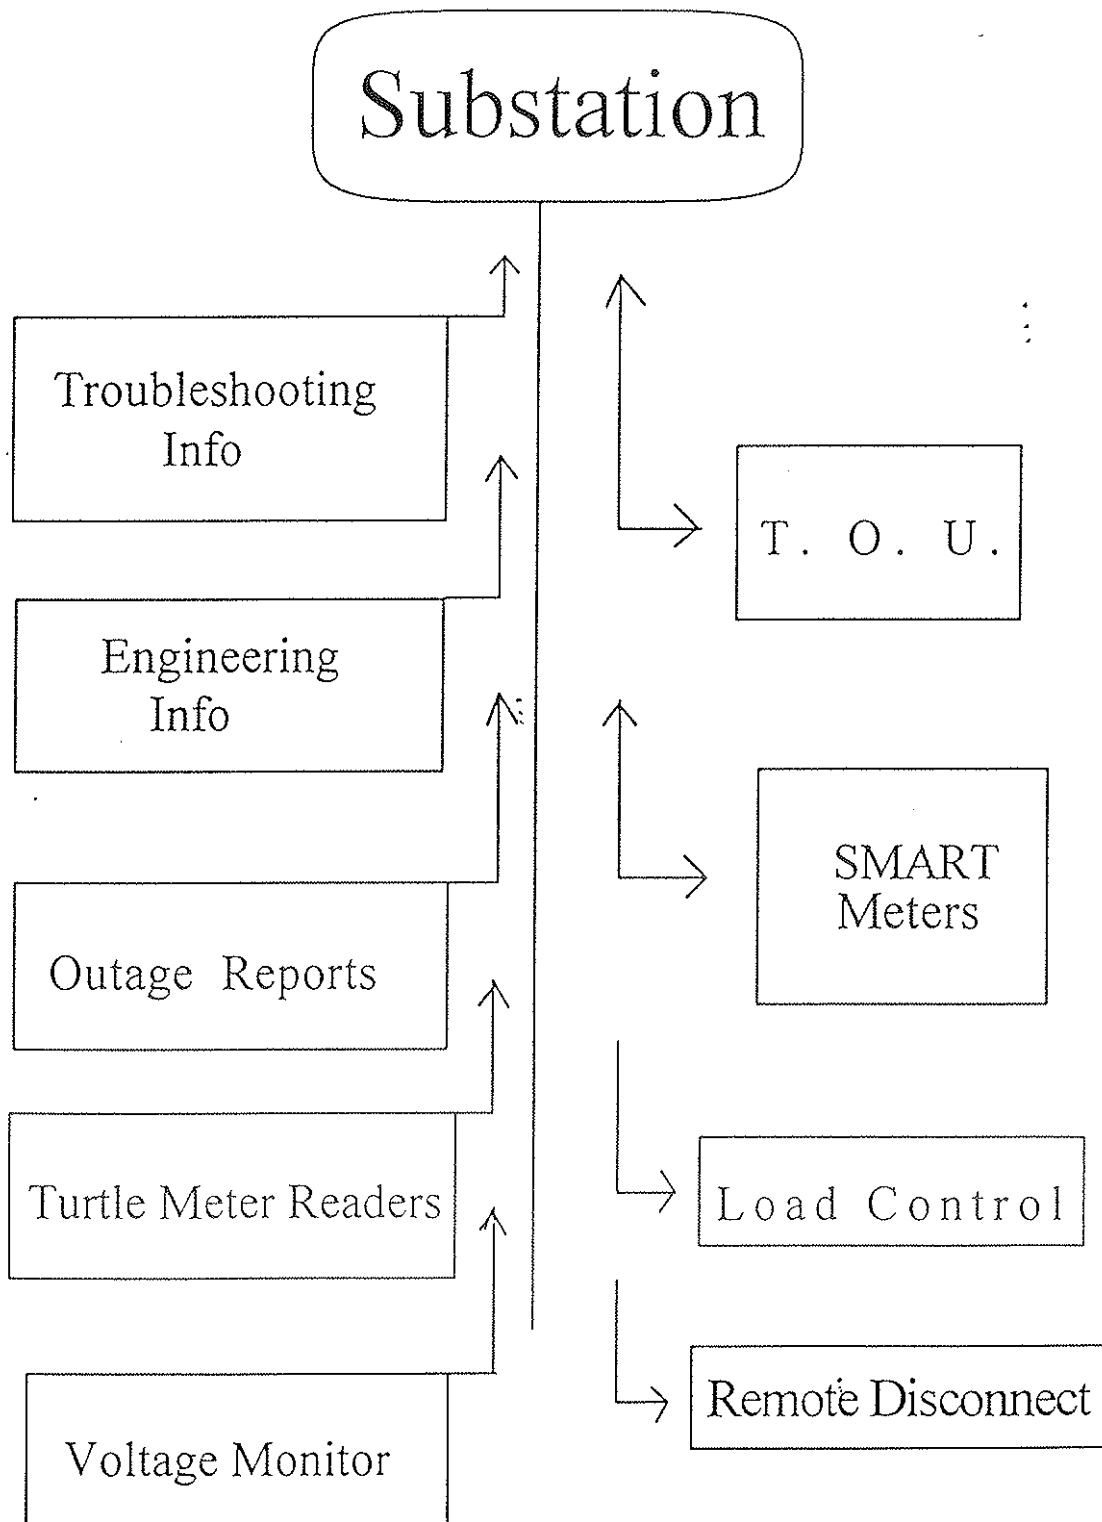 Substation
Troubleshooting
Info
T. O. U.
Engineering
Info
SMART
Meters
Outage Reports
Turtle Meter Readers
Load Control
Remote Disconnect
Voltage Monitor